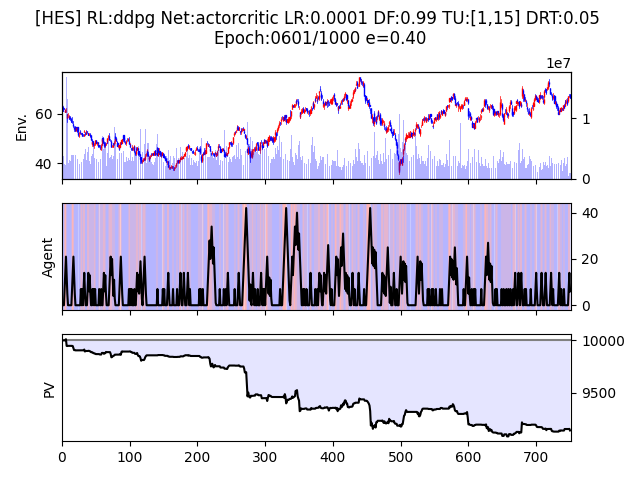 [HES] RL:ddpg Net:actorcritic LR:0.0001 DF:0.99 TU:[1,15] DRT:0.05
Epoch:0601/1000 e=0.40
1e7
Env.
60
40
1
0
Agent
40
20
0
PV
10000
9500
0 100 200 300 400 500 600 700